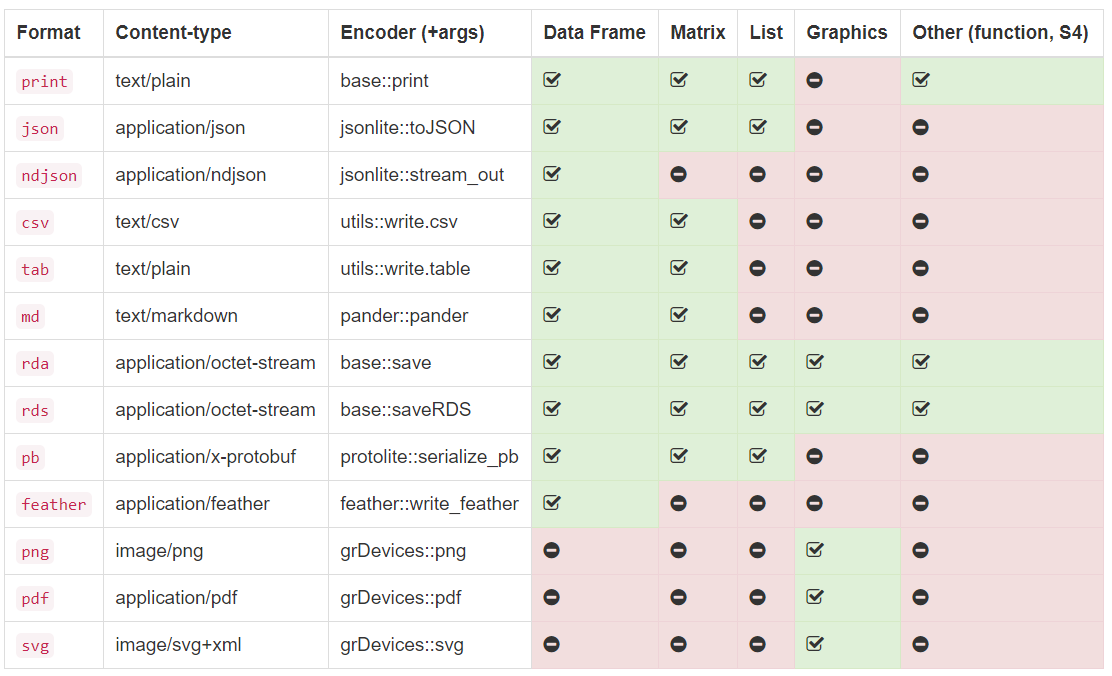 Format Content-type Encoder (+args) Data Frame Matrix List Graphics Other (function, S4)
print text/plain base::print
json application/json jsonlite::toJSON
ndjson application/ndjson jsonlite::stream_out
csv text/csv utils::write.csv
tab text/plain utils::write.table
md text/markdown pander::pander
rda application/octet-stream base::save
rds application/octet-stream base::saveRDS
pb application/x-protobuf protolite::serialize_pb
feather application/feather feather::write_feather
png image/png grDevices::png
pdf application/pdf grDevices::pdf
svg image/svg+xml grDevices::svg